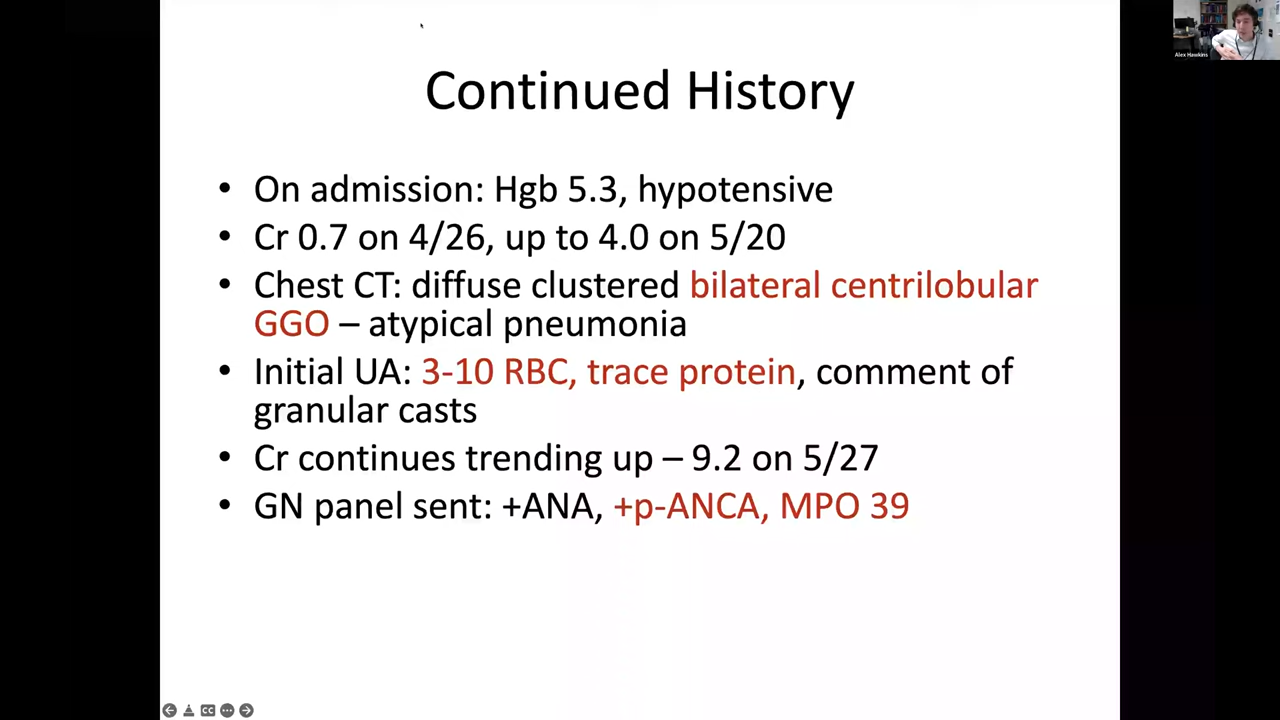 Alex Hawkins
Continued History
• On admission: Hgb 5.3, hypotensive
• Cr 0.7 on 4/26, up to 4.0 on 5/20
• Chest CT: diffuse clustered bilateral centrilobular
GGO – atypical pneumonia
• Initial UA: 3-10 RBC, trace protein, comment of
granular casts
• Cr continues trending up – 9.2 on 5/27
• GN panel sent: +ANA, +p-ANCA, MPO 39
CC